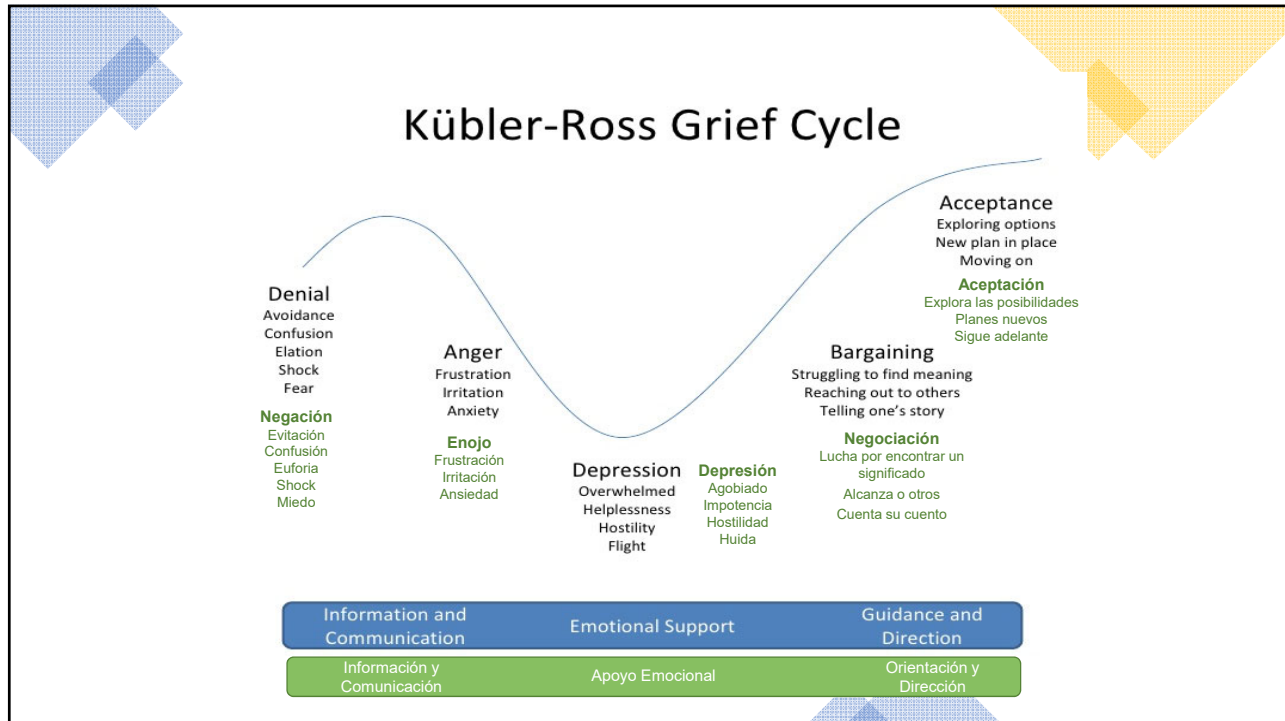 Kübler-Ross Grief Cycle
Denial
Avoidance
Confusion
Elation
Shock
Fear
Negación
Evitación
Confusión
Euforia
Shock
Miedo
Anger
Frustration
Irritation
Anxiety
Enojo
Frustración
Irritación
Ansiedad
Depression
Overwhelmed
Helplessness
Hostility
Flight
Depresión
Agobiado
Impotencia
Hostilidad
Huida
Bargaining
Struggling to find meaning
Reaching out to others
Telling one's story
Negociación
Lucha por encontrar un
significado
Alcanza o otros
Cuenta su cuento
Acceptance
Exploring options
New plan in place
Moving on
Aceptación
Explora las posibilidades
Planes nuevos
Sigue adelante
Information and
Communication
Emotional Support
Guidance and
Direction
Información y
Comunicación
Apoyo Emocional
Orientación y
Dirección